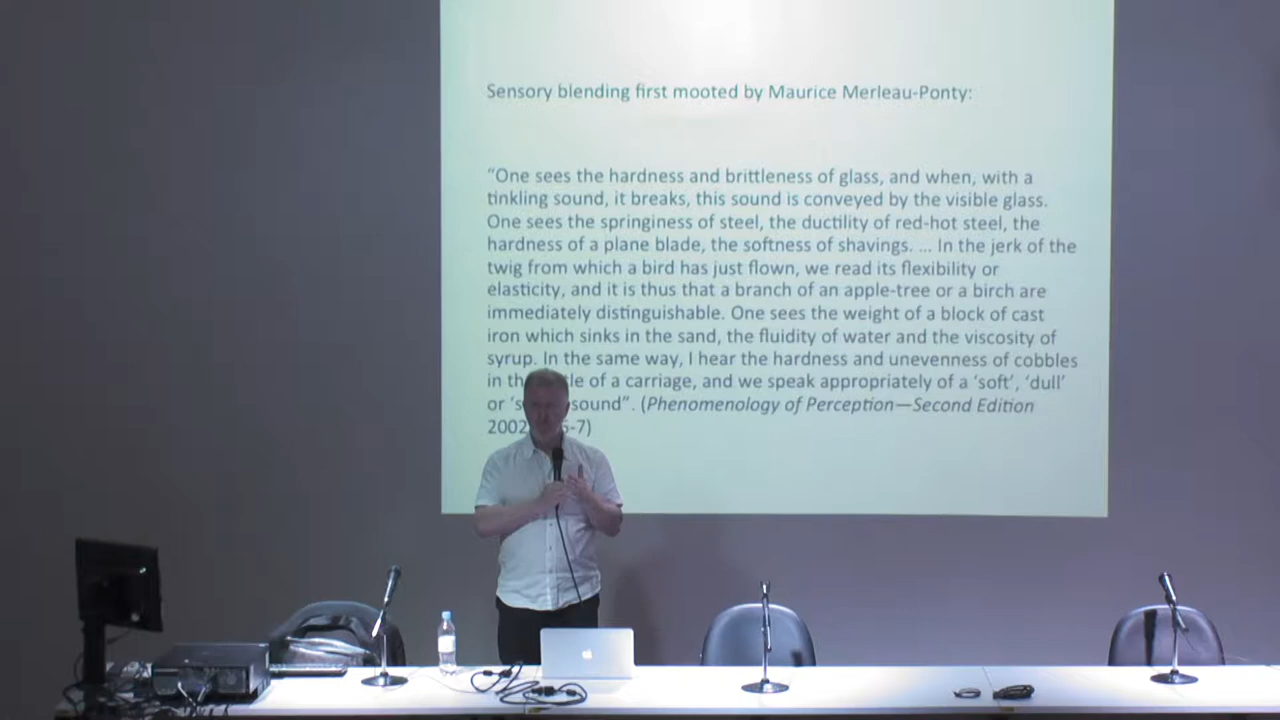 Sensory blending first mooted by Maurice Merleau-Ponty:
“One sees the hardness and brittleness of glass, and when, with a
tinkling sound, it breaks, this sound is conveyed by the visible glass.
One sees the springiness of steel, the ductility of red-hot steel, the
hardness of a plane blade, the softness of shavings. ... In the jerk of the
twig from which a bird has just flown, we read its flexibility or
elasticity, and it is thus that a branch of an apple-tree or a birch are
immediately distinguishable. One sees the weight of a block of cast
iron which sinks in the sand, the fluidity of water and the viscosity of
syrup. In the same way, I hear the hardness and unevenness of cobbles
in of a carriage, and we speak appropriately of a ‘soft’, ‘dull’
or sound”. (Phenomenology of Perception—Second Edition
2002